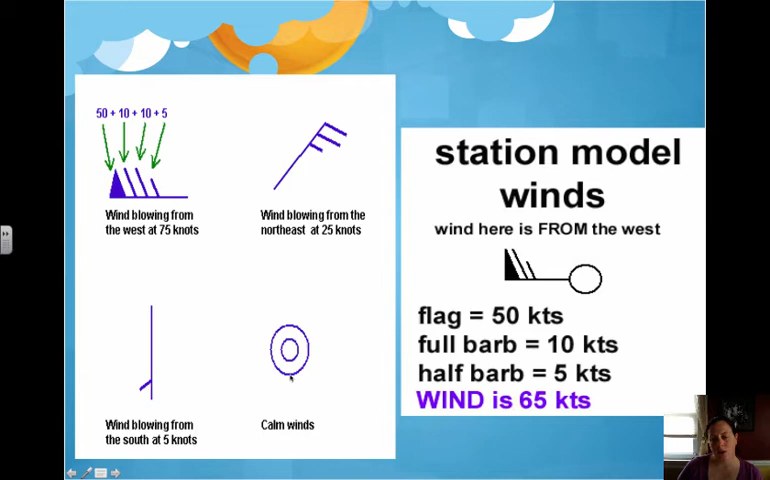 50 + 10 + 10 + 5
Wind blowing from
the west at 75 knots
Wind blowing from the
northeast at 25 knots
Wind blowing from
the south at 5 knots
Calm winds
station model
winds
wind here is FROM the west
flag = 50 kts
full barb = 10 kts
half barb = 5 kts
WIND is 65 kts